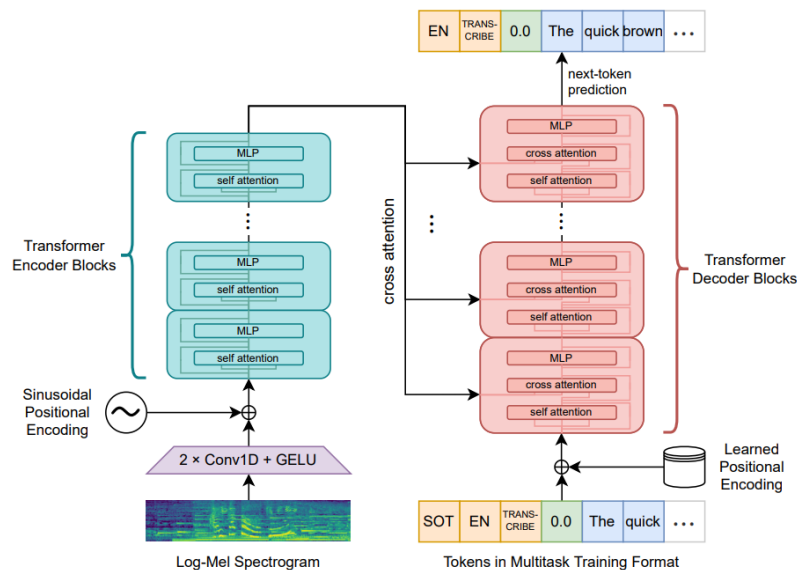 EN TRANS-CRIBE 0.0 The quick brown ...
next-token
prediction
MLP
self attention
...
MLP
self attention
MLP
self attention
Transformer
Encoder Blocks
Sinusoidal
Positional
Encoding
2 × Conv1D + GELU
Log-Mel Spectrogram
cross attention
...
MLP
cross attention
self attention
...
MLP
cross attention
self attention
MLP
cross attention
self attention
Transformer
Decoder Blocks
Learned
Positional
Encoding
SOT EN TRANS-CRIBE 0.0 The quick ...
Tokens in Multitask Training Format